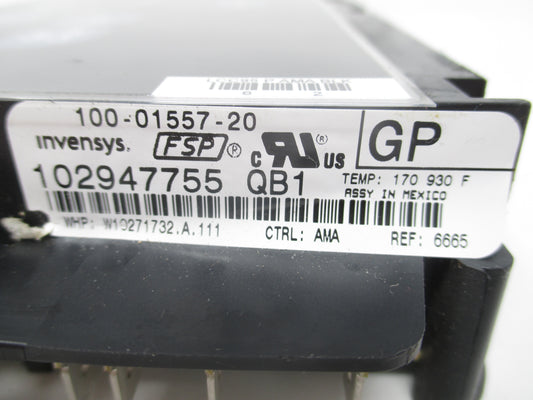 100-01557-20
invensys. FSP® C UR® US GP
102947755 QB1
TEMP: 170 930 F
ASSY IN MEXICO
WHP: W10271732.A.111 CTRL: AMA REF: 6665